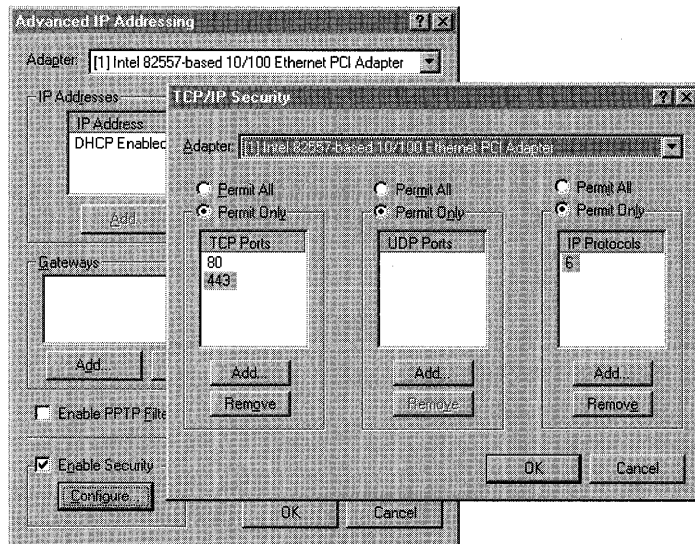 Advanced IP Addressing
Adapter: [1] Intel 82557-based 10/100 Ethernet PCI Adapter
IP Addresses
IP Address
DHCP Enabled
Add...
Gateways
Add...
Enable PPTP Filte
Enable Security
Configure...
OK Cancel
TCP/IP Security
Adapter: [1] Intel 82557-based 10/100 Ethernet PCI Adapter
Permit All Permit All Permit All
Permit Only Permit Only Permit Only
TCP Ports UDP Ports IP Protocols
80 6
443
Add... Add... Add...
Remove Remove Remove
OK Cancel